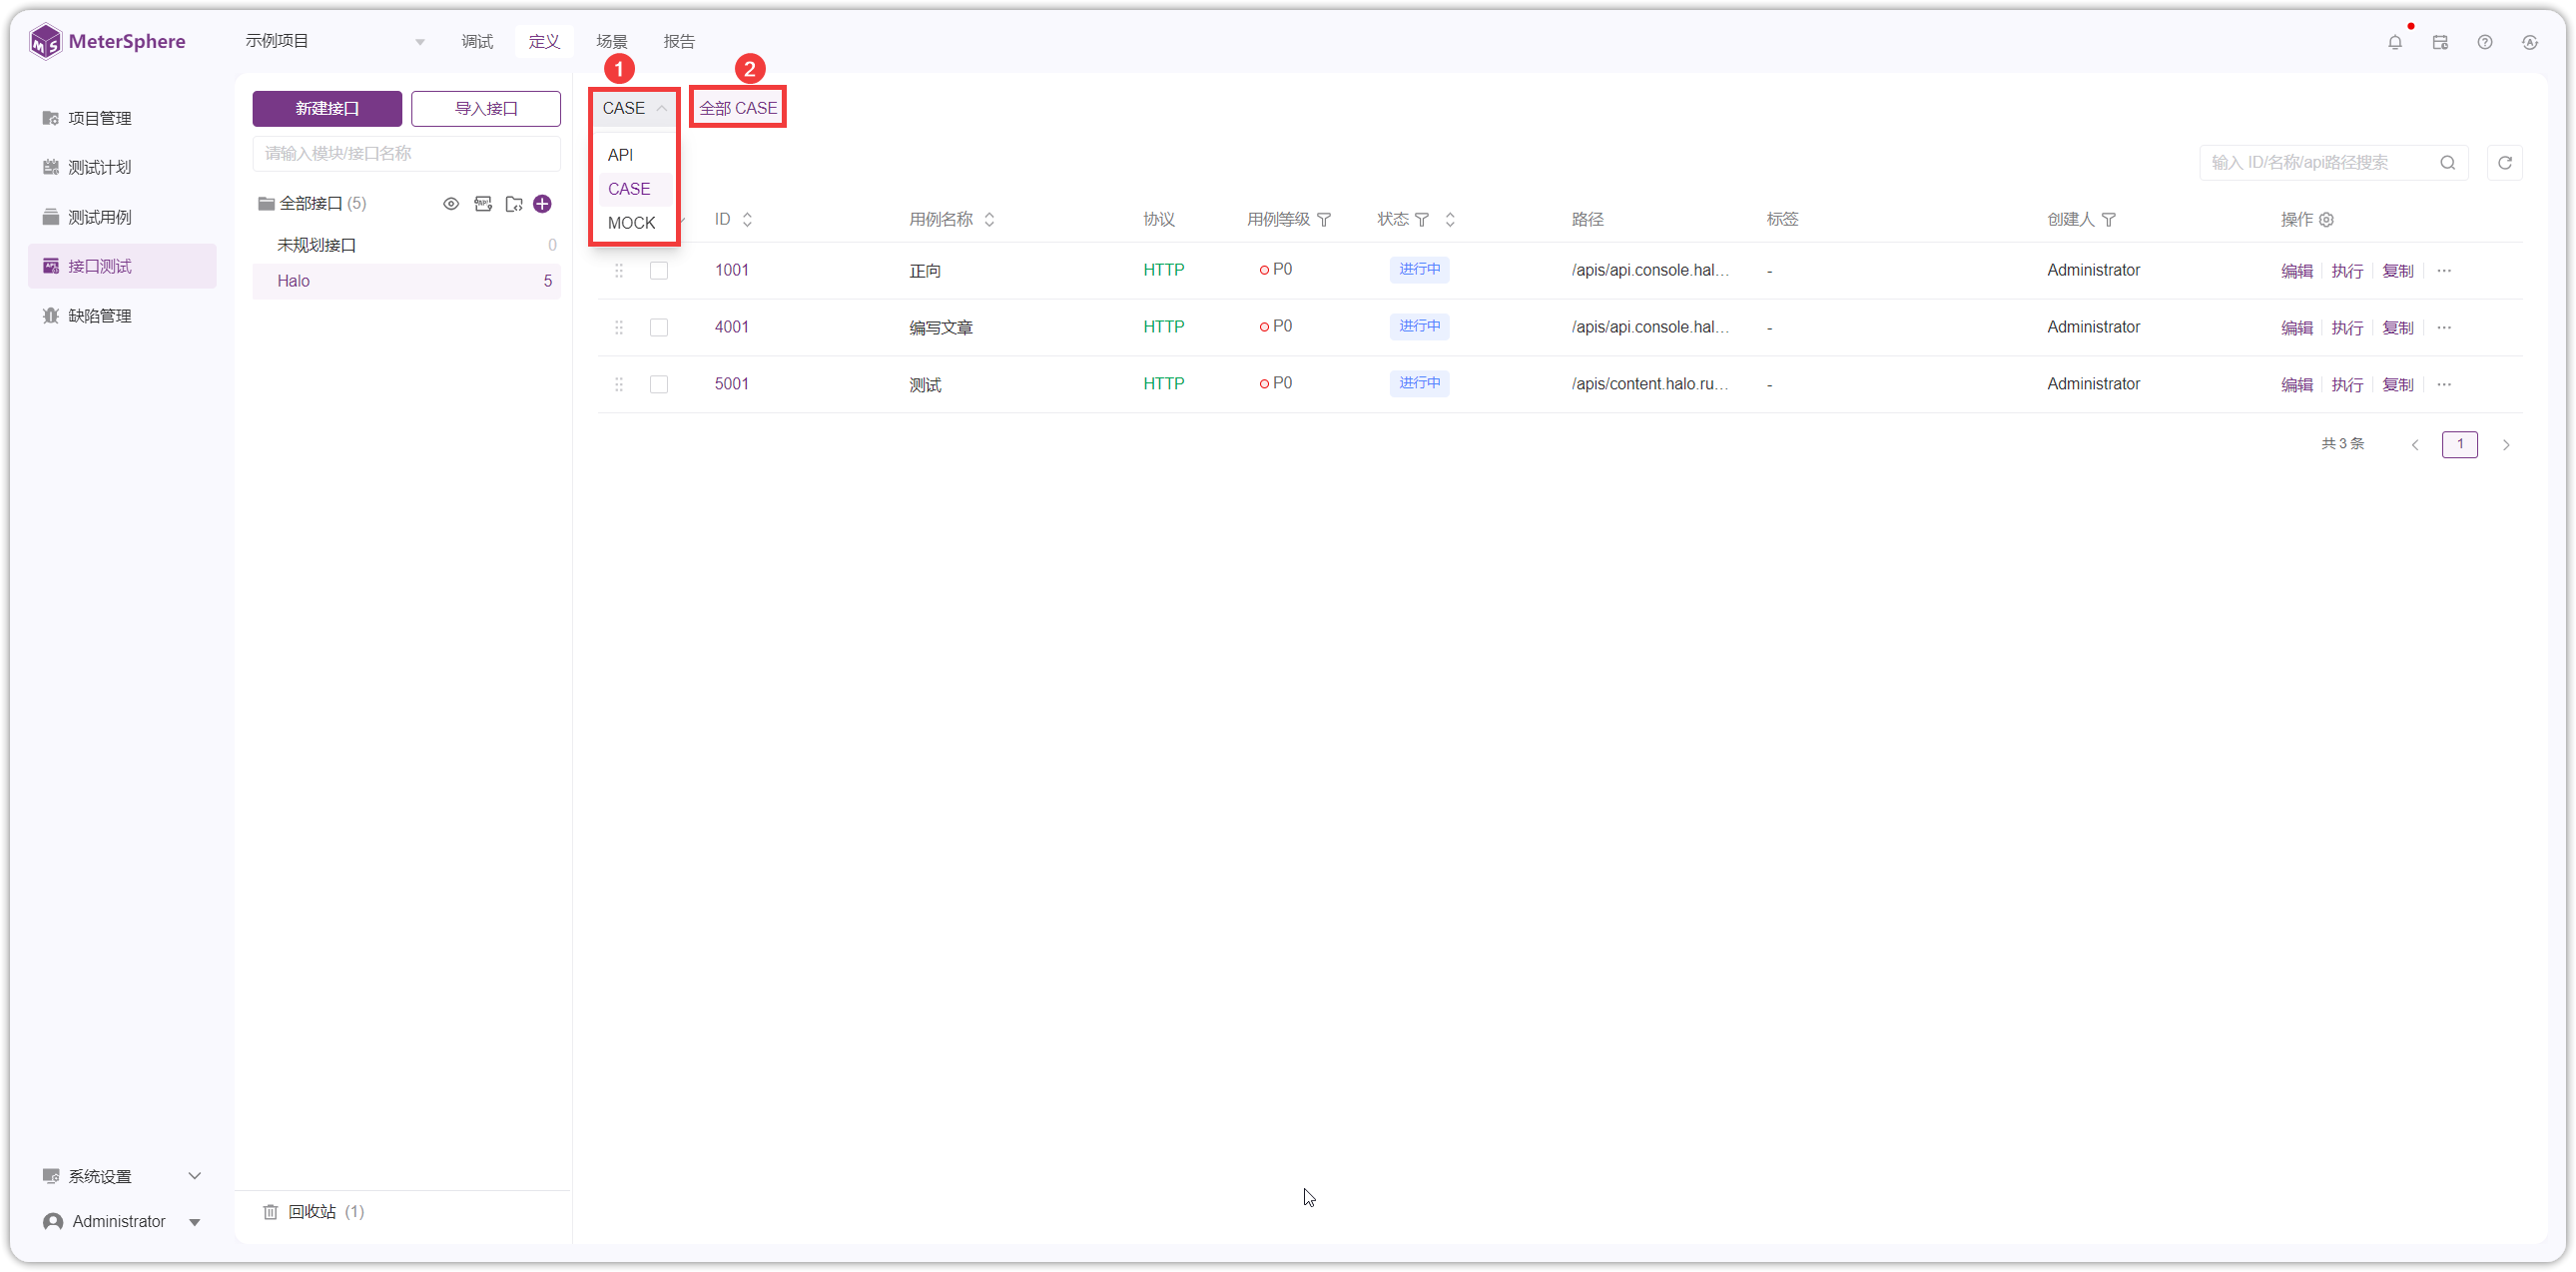 MeterSphere
示例项目
调试 定义 场景 报告
1 2
项目管理
测试计划
测试用例
接口测试
缺陷管理
系统设置
Administrator
新建接口 导入接口
请输入模块/接口名称
全部接口 (5)
未规划接口 0
Halo 5
回收站 (1)
CASE 全部 CASE
API
CASE
MOCK
输入 ID/名称/api路径搜索
ID 用例名称 协议 用例等级 状态 路径 标签 创建人 操作
1001 正向 HTTP P0 进行中 /apis/api.console.hal... - Administrator 编辑 执行 复制 ...
4001 编写文章 HTTP P0 进行中 /apis/api.console.hal... - Administrator 编辑 执行 复制 ...
5001 测试 HTTP P0 进行中 /apis/content.halo.ru... - Administrator 编辑 执行 复制 ...
共 3 条 1